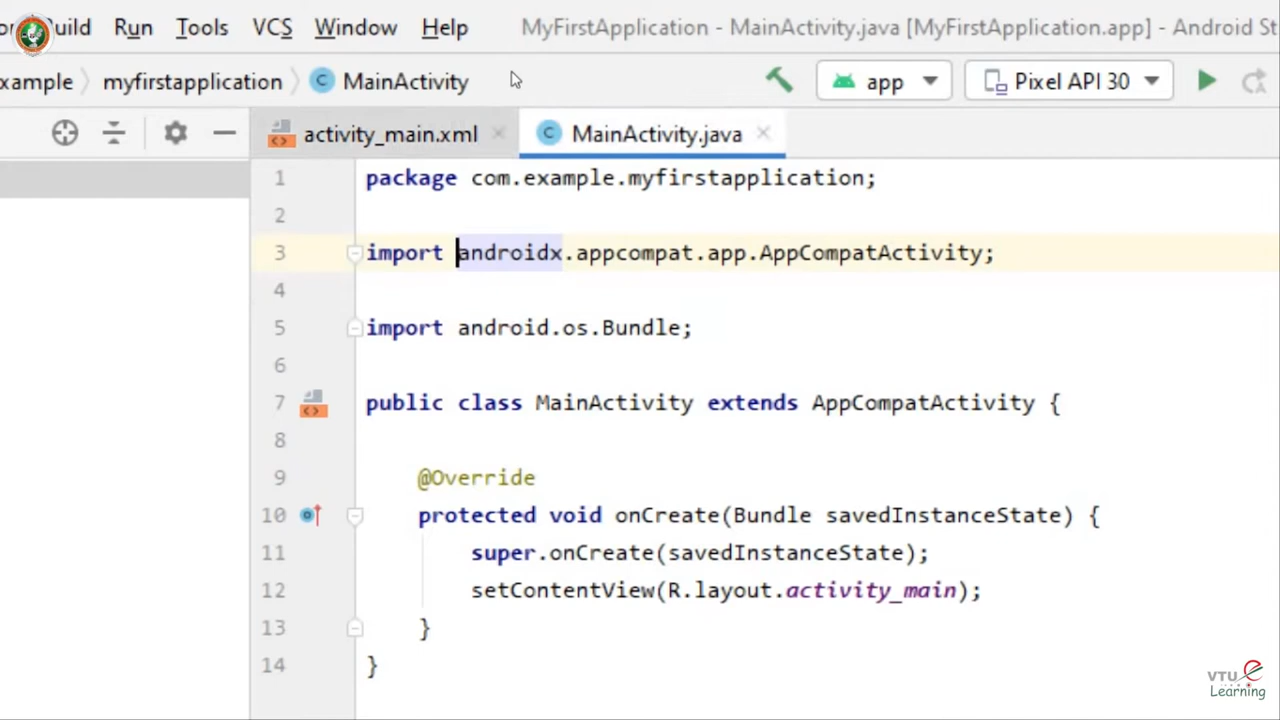 Build Run Tools VCS Window Help MyFirstApplication - MainActivity.java [MyFirstApplication.app] - Android St
xample myfirstapplication MainActivity app Pixel API 30
activity_main.xml MainActivity.java
1 package com.example.myfirstapplication;
2
3 import androidx.appcompat.app.AppCompatActivity;
4
5 import android.os.Bundle;
6
7 public class MainActivity extends AppCompatActivity {
8
9 @Override
10 protected void onCreate(Bundle savedInstanceState) {
11 super.onCreate(savedInstanceState);
12 setContentView(R.layout.activity_main);
13 }
14 }
VTU e
Learning